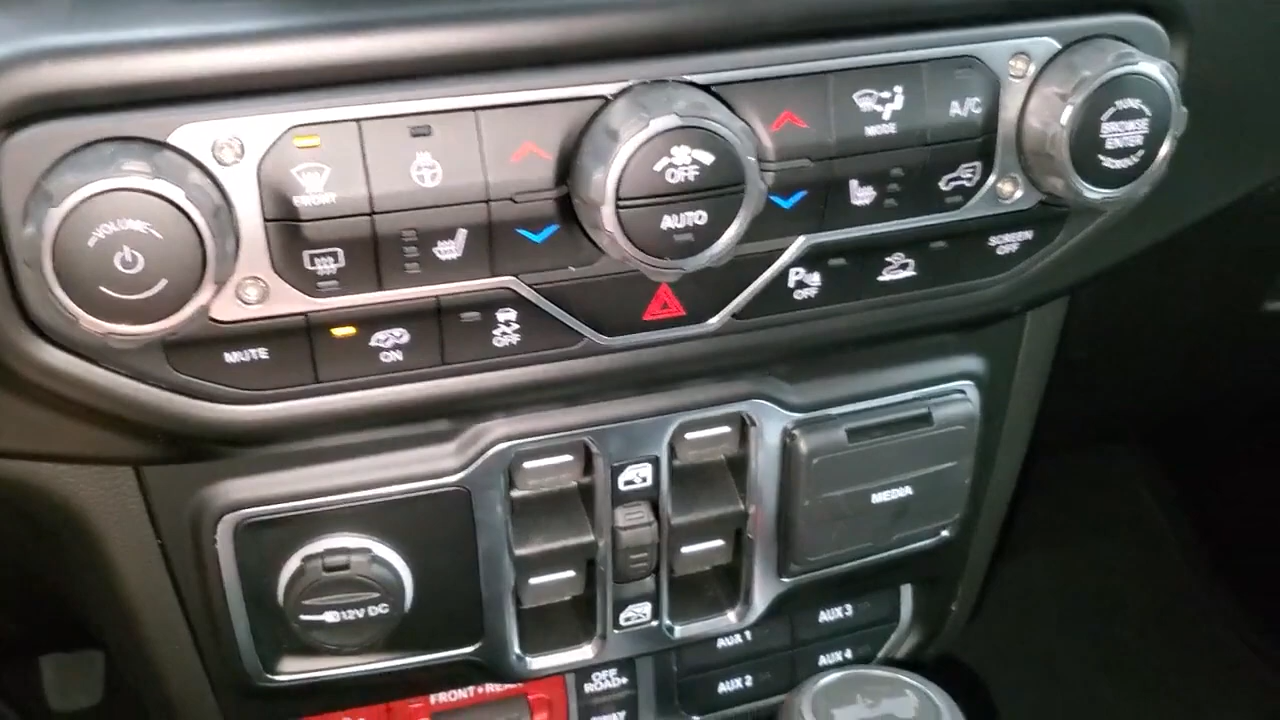 VOLUME
FRONT
OFF
AUTO
MODE
A/C
TUNE
BROWSE
ENTER
SCROLL
MUTE
ON
OFF
P
OFF
SCREEN
OFF
12V DC
MEDIA
AUX 1
AUX 3
AUX 2
AUX 4
FRONT+REAR
OFF
ROAD+